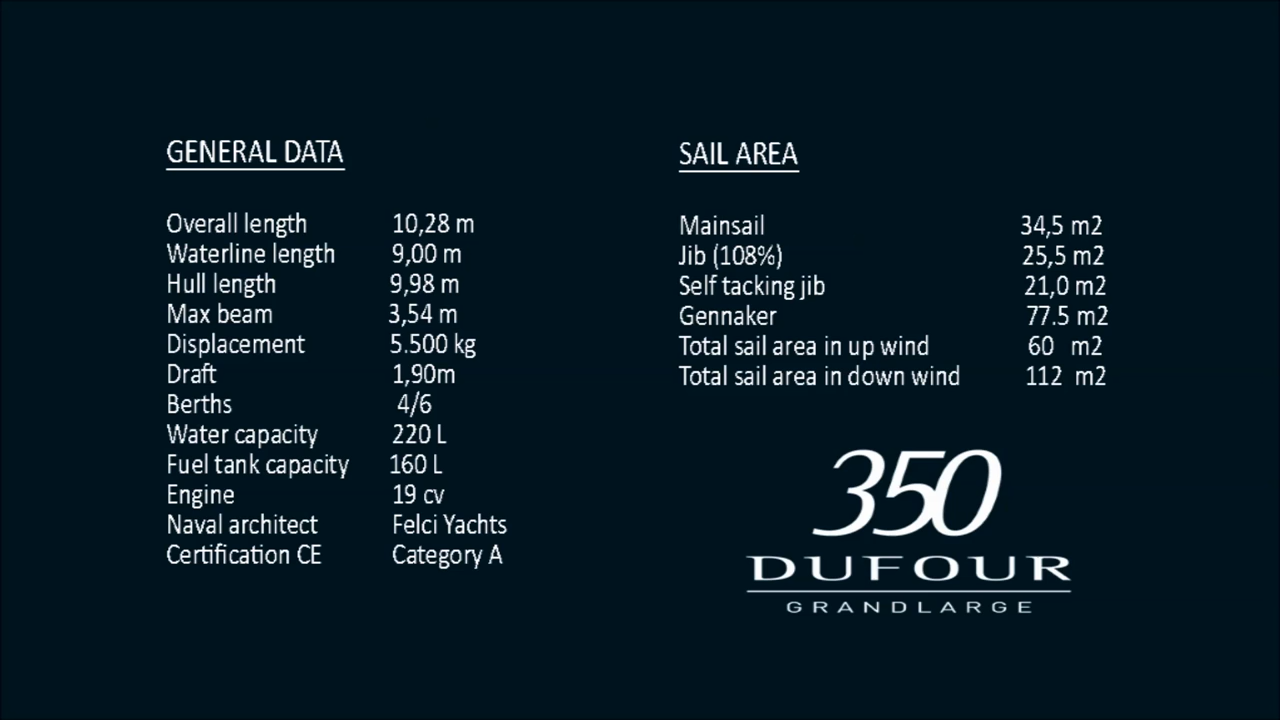 GENERAL DATA
Overall length 10,28 m
Waterline length 9,00 m
Hull length 9,98 m
Max beam 3,54 m
Displacement 5.500 kg
Draft 1,90m
Berths 4/6
Water capacity 220 L
Fuel tank capacity 160 L
Engine 19 cv
Naval architect Felci Yachts
Certification CE Category A
SAIL AREA
Mainsail 34,5 m2
Jib (108%) 25,5 m2
Self tacking jib 21,0 m2
Gennaker 77.5 m2
Total sail area in up wind 60 m2
Total sail area in down wind 112 m2
350
DUFOUR
GRANDLARGE